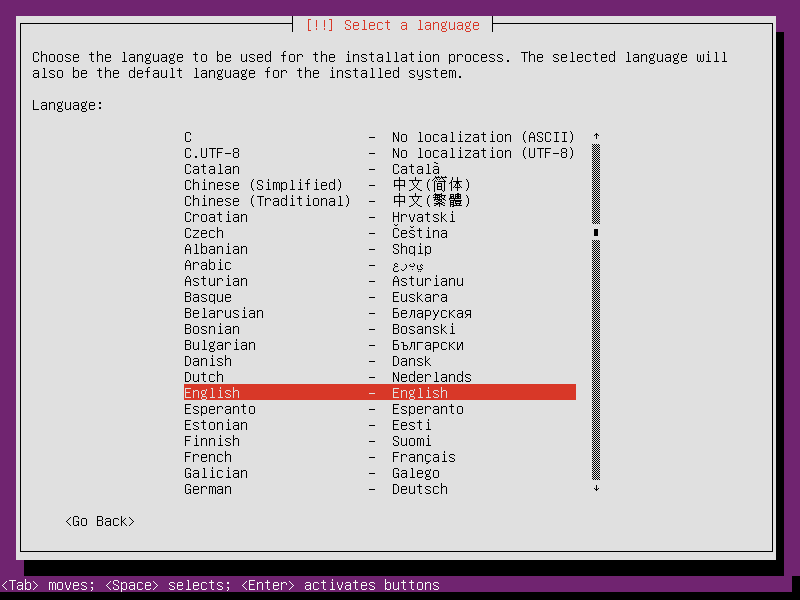 [!!] Select a language
Choose the language to be used for the installation process. The selected language will
also be the default language for the installed system.
Language:
C - No localization (ASCII) ↑
C.UTF-8 - No localization (UTF-8)
Catalan - Català
Chinese (Simplified) - 中文(简体)
Chinese (Traditional) - 中文(繁體)
Croatian - Hrvatski
Czech - Čeština
Albanian - Shqip
Arabic - عربي
Asturian - Asturianu
Basque - Euskara
Belarusian - Беларуская
Bosnian - Bosanski
Bulgarian - Български
Danish - Dansk
Dutch - Nederlands
English - English
Esperanto - Esperanto
Estonian - Eesti
Finnish - Suomi
French - Français
Galician - Galego
German - Deutsch ↓
<Go Back>
<Tab> moves; <Space> selects; <Enter> activates buttons